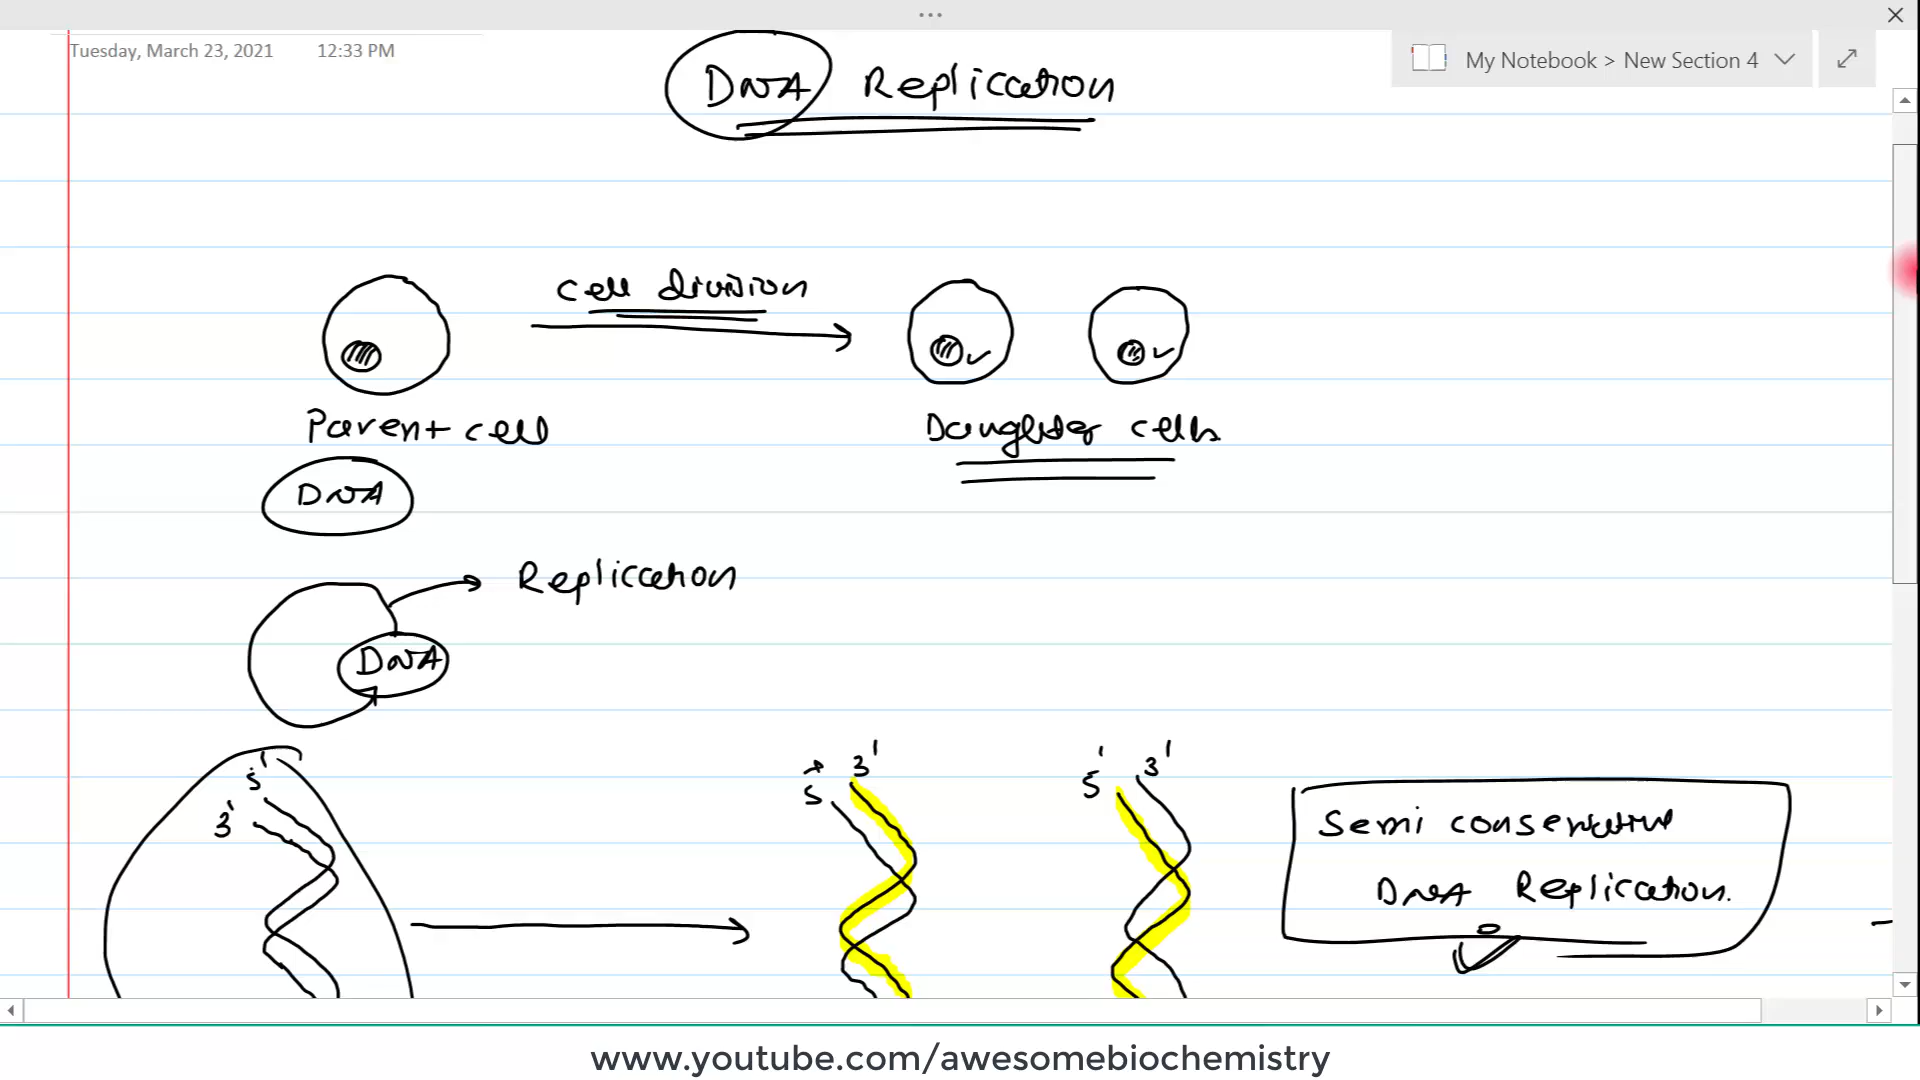 Tuesday, March 23, 2021 12:33 PM
My Notebook > New Section 4
DNA Replication
cell division
Parent cell
Daughter cells
DNA
Replication
DNA
5'
3'
5' 3'
5' 3'
Semi conservative
DNA Replication.
www.youtube.com/awesomebiochemistry